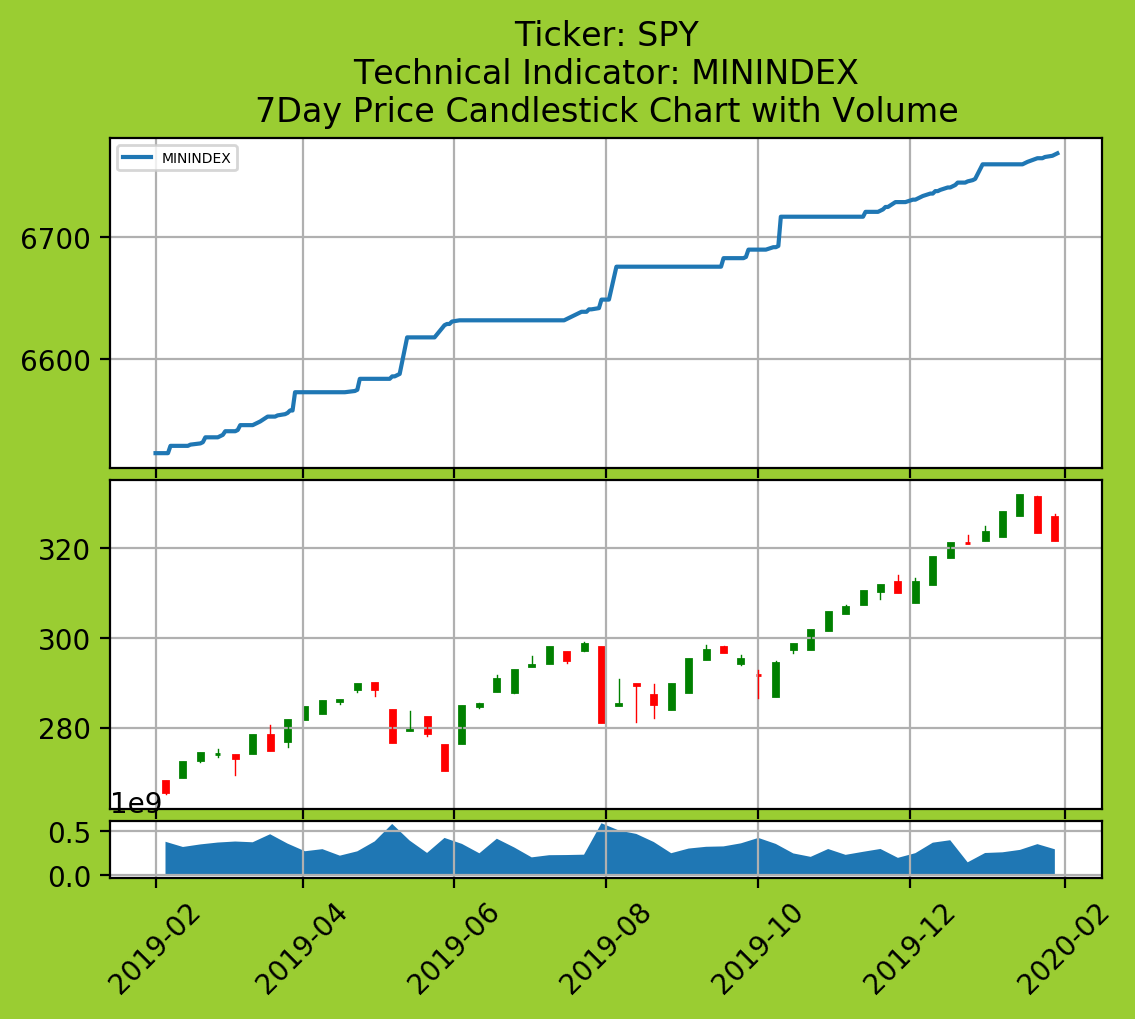 Ticker: SPY
Technical Indicator: MININDEX
7Day Price Candlestick Chart with Volume
MININDEX
6700
6600
320
300
280
1e9
0.5
0.0
2019-02
2019-04
2019-06
2019-08
2019-10
2019-12
2020-02